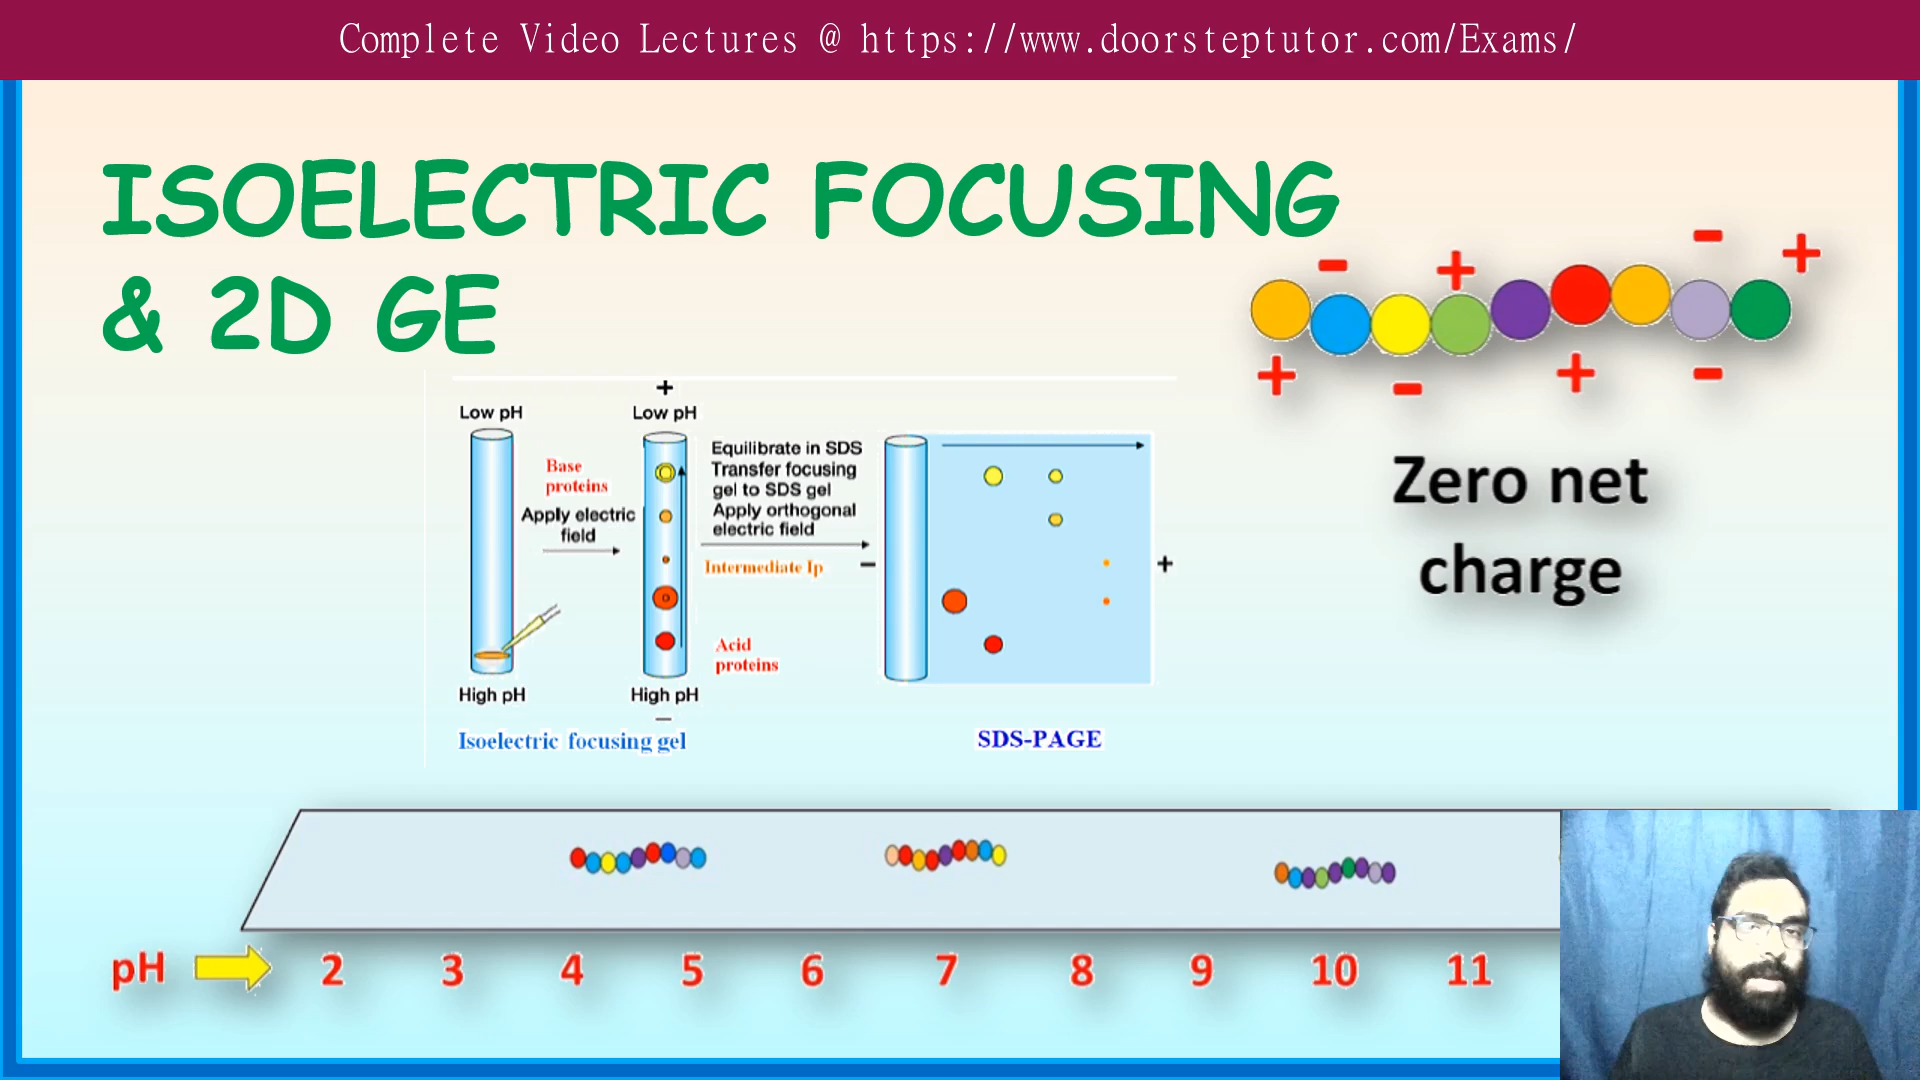 Complete Video Lectures @ https://www.doorsteptutor.com/Exams/
ISOELECTRIC FOCUSING
& 2D GE
- + - +
+ - + -
Zero net
charge
+
Low pH
Low pH
Base
proteins
Apply electric
field
Equilibrate in SDS
Transfer focusing
gel to SDS gel
Apply orthogonal
electric field
Intermediate Ip
−
+
Acid
proteins
High pH
High pH
−
Isoelectric focusing gel
SDS-PAGE
pH 2 3 4 5 6 7 8 9 10 11